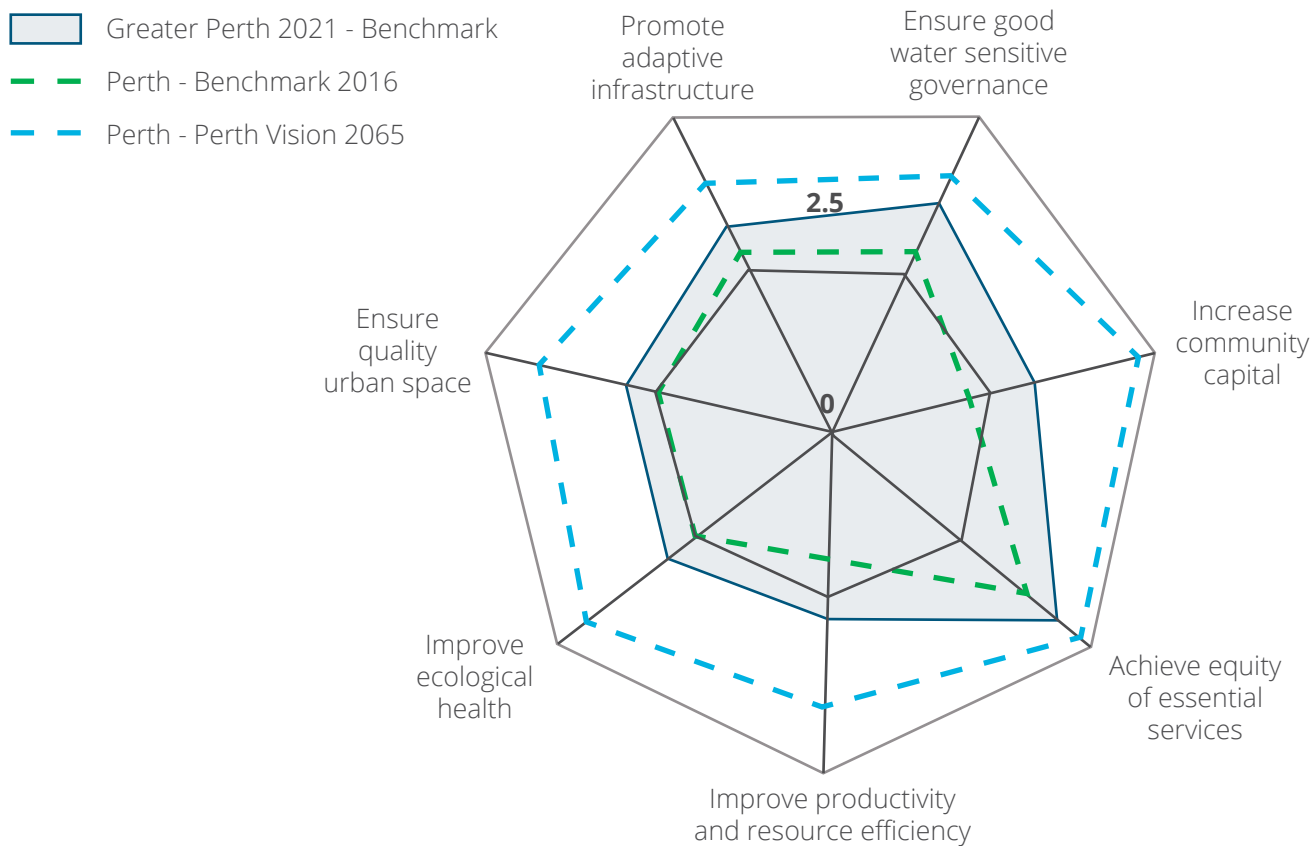 Greater Perth 2021 - Benchmark
Perth - Benchmark 2016
Perth - Perth Vision 2065
Promote
adaptive
infrastructure
Ensure good
water sensitive
governance
2.5
Ensure
quality
urban space
Increase
community
capital
0
Improve
ecological
health
Achieve equity
of essential
services
Improve productivity
and resource efficiency